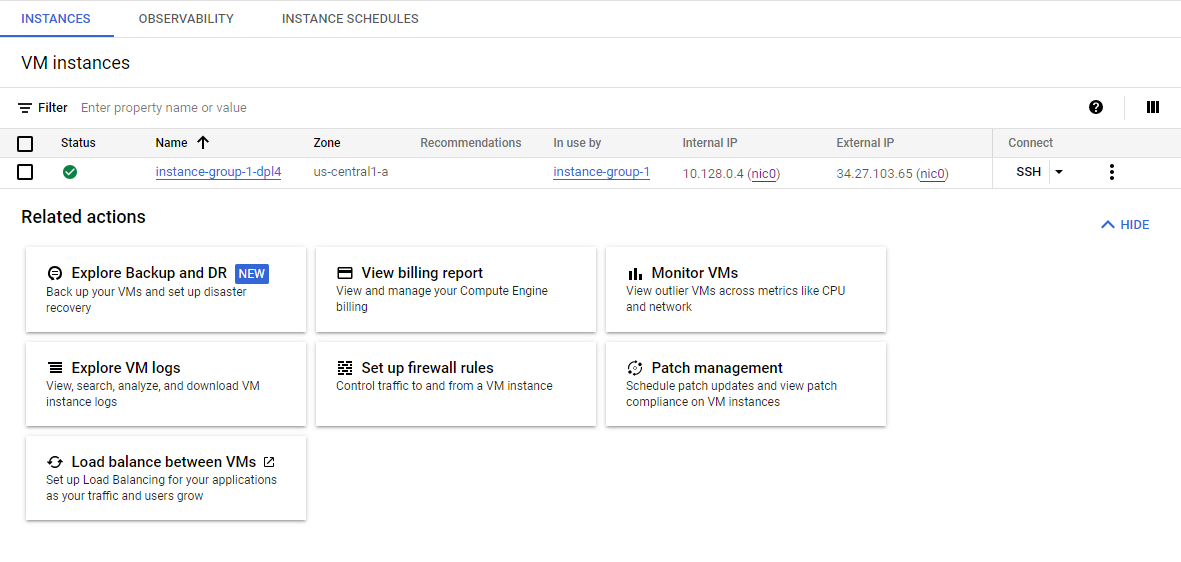 INSTANCES OBSERVABILITY INSTANCE SCHEDULES
VM instances
Filter Enter property name or value
Status Name Zone Recommendations In use by Internal IP External IP Connect
instance-group-1-dpl4 us-central1-a instance-group-1 10.128.0.4 (nic0) 34.27.103.65 (nic0) SSH
Related actions
HIDE
Explore Backup and DR NEW
Back up your VMs and set up disaster
recovery
View billing report
View and manage your Compute Engine
billing
Monitor VMs
View outlier VMs across metrics like CPU
and network
Explore VM logs
View, search, analyze, and download VM
instance logs
Set up firewall rules
Control traffic to and from a VM instance
Patch management
Schedule patch updates and view patch
compliance on VM instances
Load balance between VMs
Set up Load Balancing for your applications
as your traffic and users grow